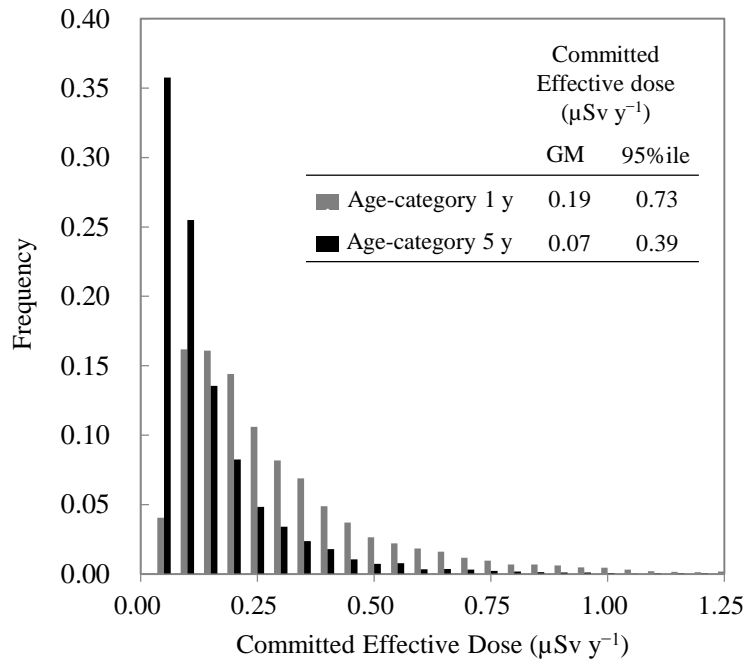 0.40
0.35
0.30
0.25
0.20
0.15
0.10
0.05
0.00
Frequency
Committed
Effective dose
(µSv y⁻¹)
GM 95%ile
Age-category 1 y 0.19 0.73
Age-category 5 y 0.07 0.39
0.00 0.25 0.50 0.75 1.00 1.25
Committed Effective Dose (µSv y⁻¹)